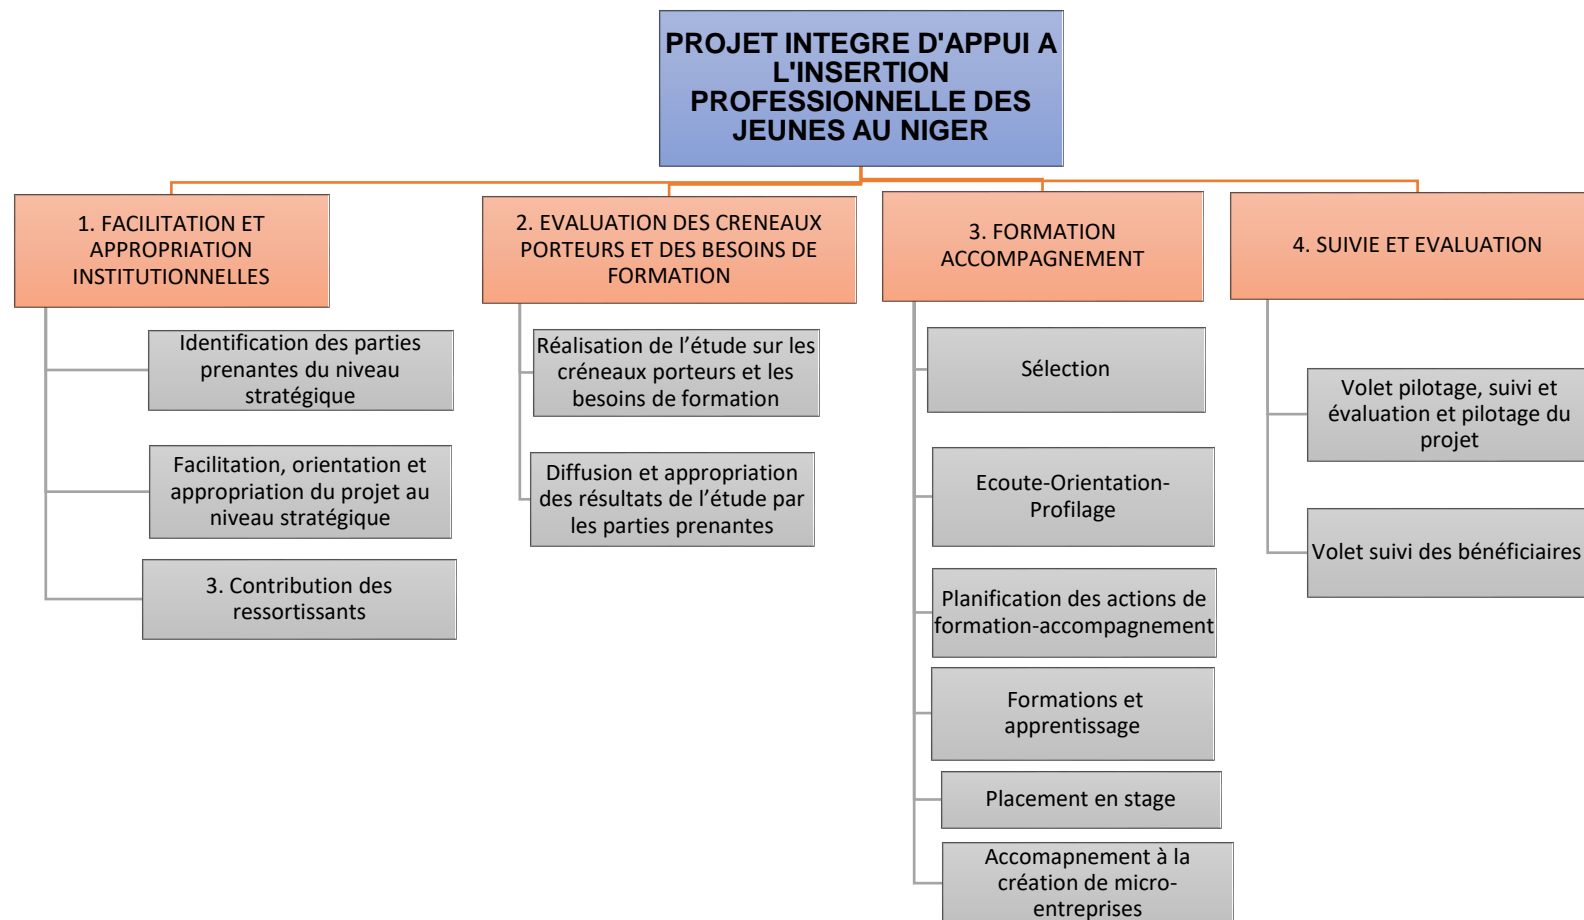 PROJET INTEGRE D'APPUI A
L'INSERTION
PROFESSIONNELLE DES
JEUNES AU NIGER
1. FACILITATION ET
APPROPRIATION
INSTITUTIONNELLES
Identification des parties
prenantes du niveau
stratégique
Facilitation, orientation et
appropriation du projet au
niveau stratégique
3. Contribution des
ressortissants
2. EVALUATION DES CRENEAUX
PORTEURS ET DES BESOINS DE
FORMATION
Réalisation de l’étude sur les
créneaux porteurs et les
besoins de formation
Diffusion et appropriation
des résultats de l’étude par
les parties prenantes
3. FORMATION
ACCOMPAGNEMENT
Sélection
Ecoute-Orientation-
Profilage
Planification des actions de
formation-accompagnement
Formations et
apprentissage
Placement en stage
Accomapnement à la
création de micro-
entreprises
4. SUIVIE ET EVALUATION
Volet pilotage, suivi et
évaluation et pilotage du
projet
Volet suivi des bénéficiaires